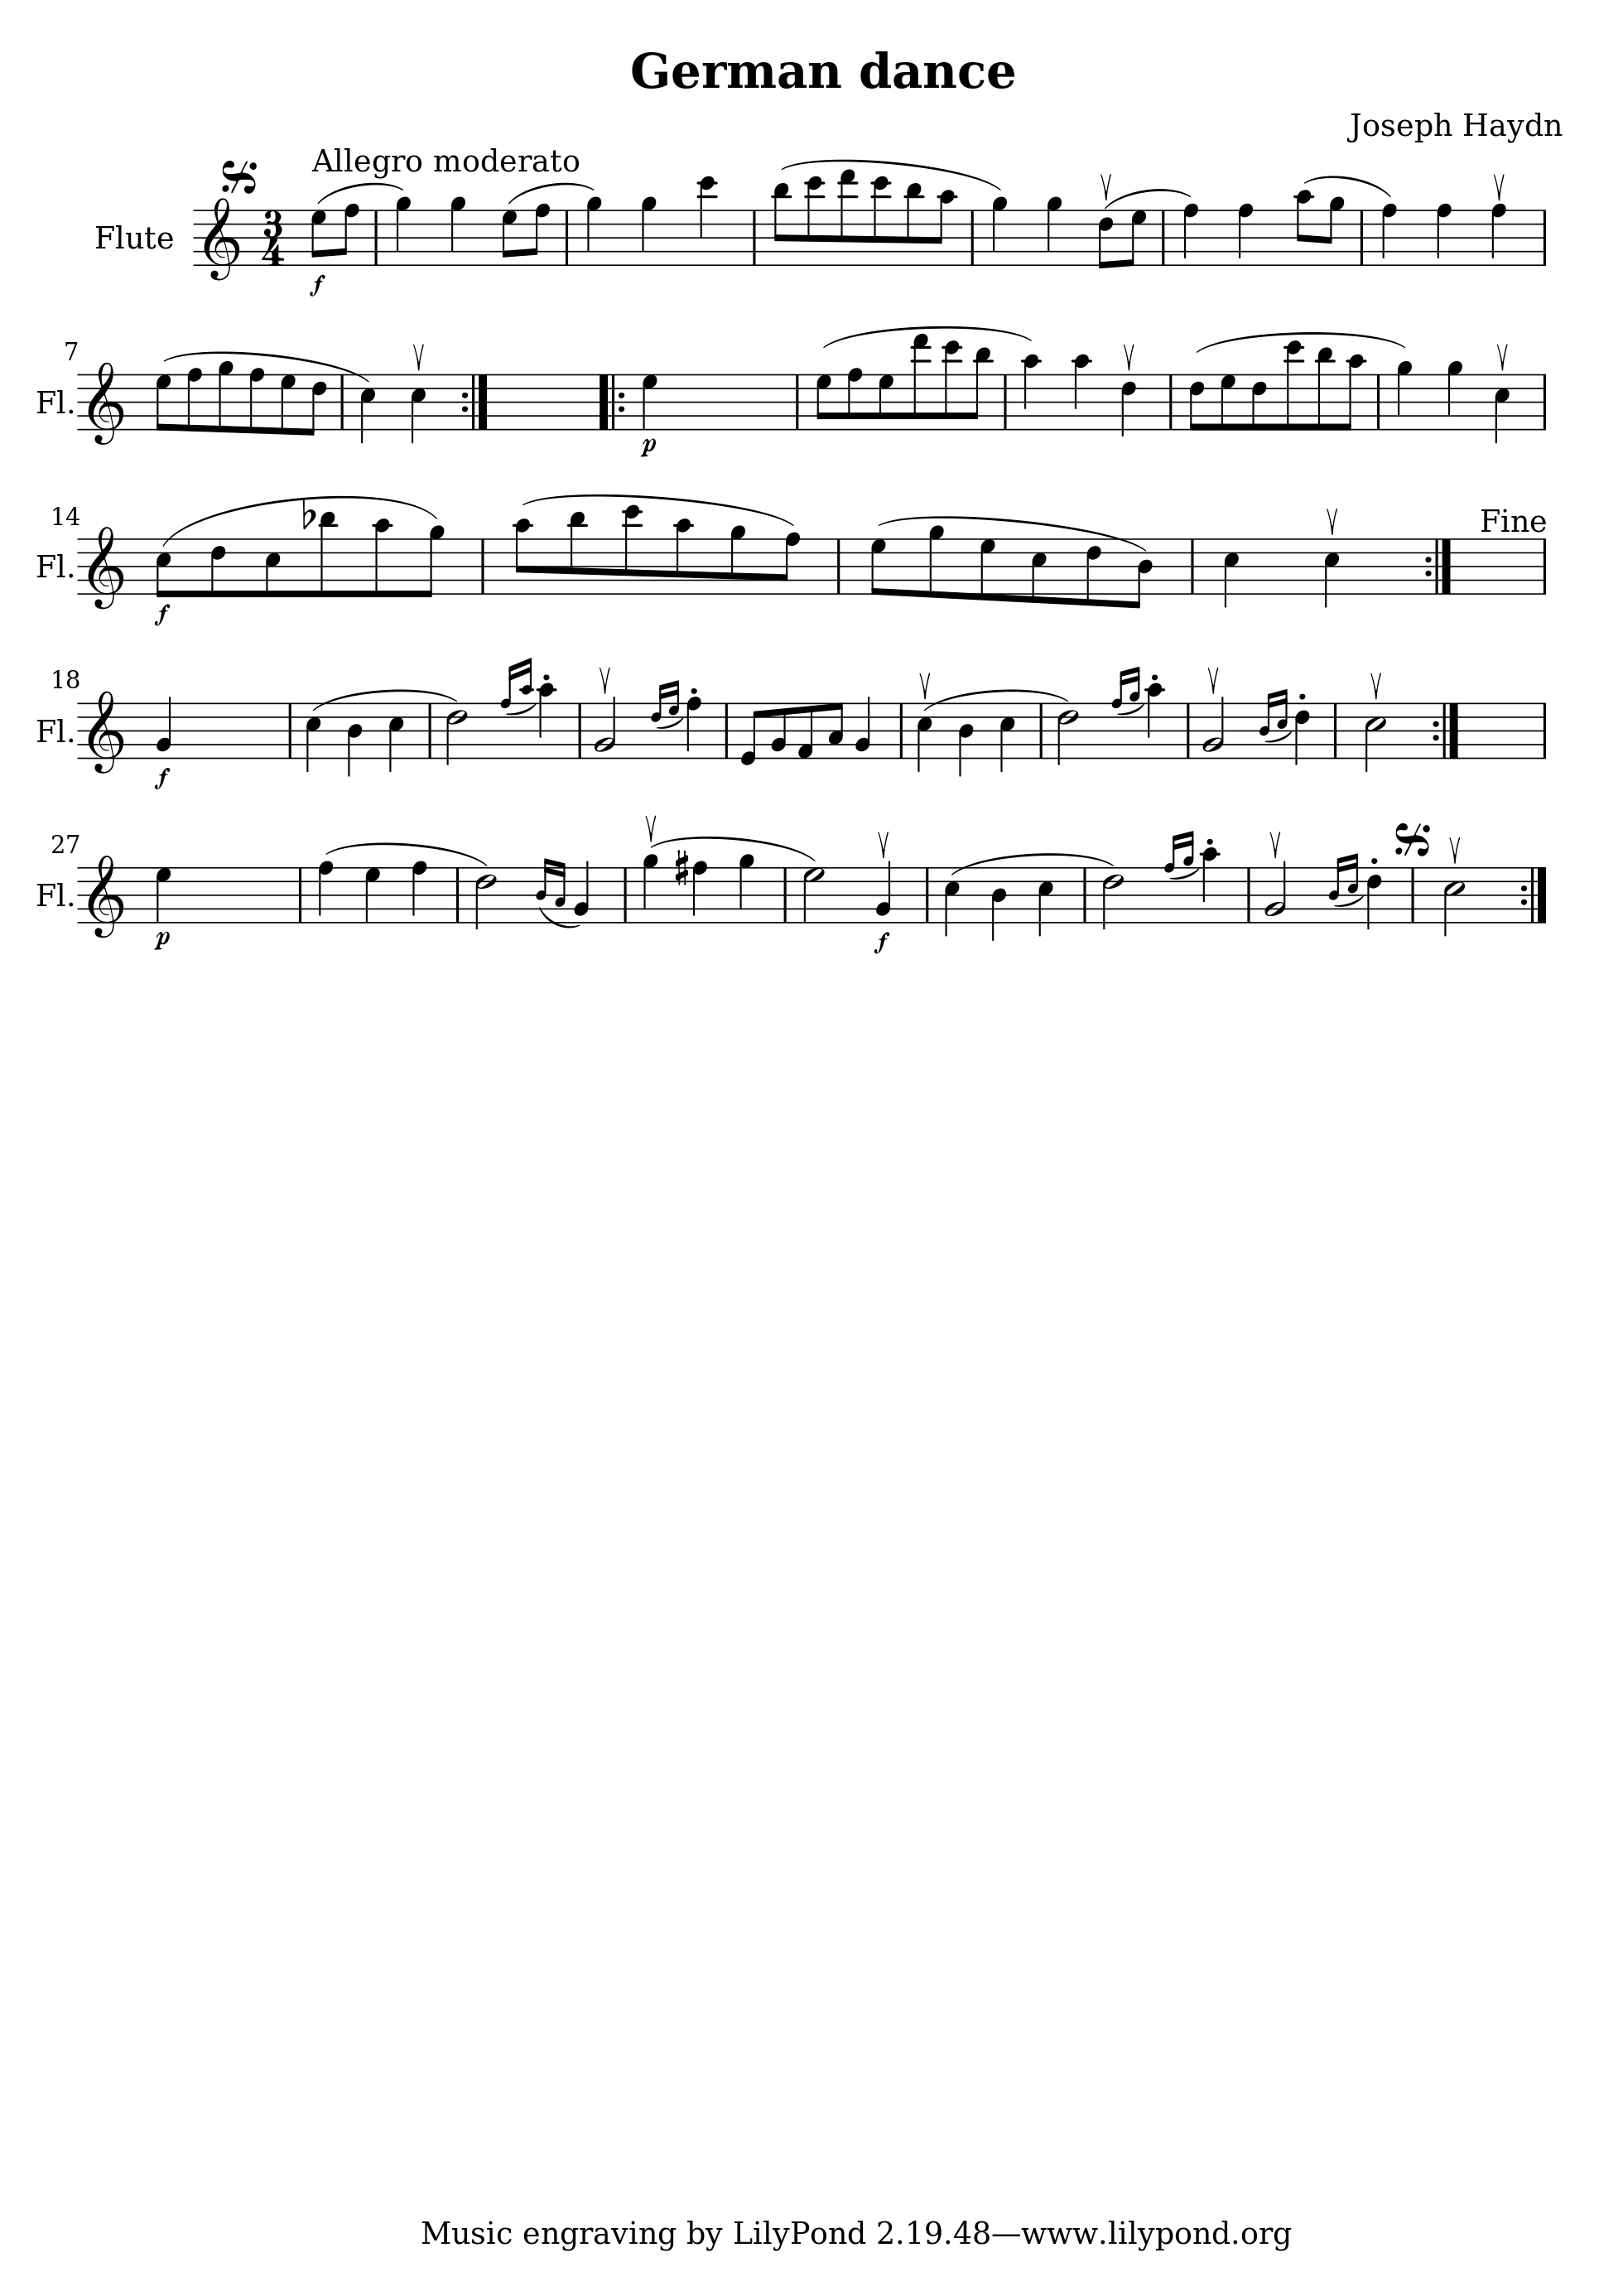 German dance
Joseph Haydn
Allegro moderato
Flute
3
4
f
7
Fl.
p
14
Fine
Fl.
f
18
Fl.
f
27
Fl.
p
f
Music engraving by LilyPond 2.19.48—www.lilypond.org